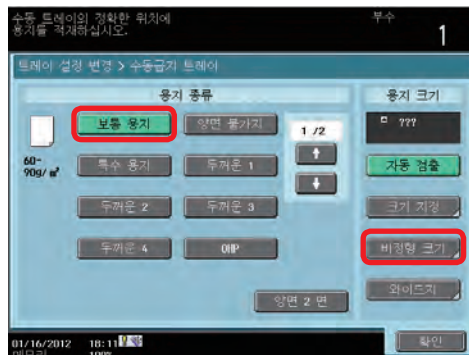 수동 트레이의 정확한 위치에
용지를 적재하십시오.
부수
1
트레이 설정 변경 > 수동급지 트레이
용지 종류
용지 크기
보통 용지
양면 불가지
1 /2
???
60-
90g/㎡
특수 용지
두꺼운 1
자동 검출
두꺼운 2
두꺼운 3
크기 지정
두꺼운 4
OHP
비정형 크기
양면 2 면
와이드지
확인
01/16/2012 18:11
메모리 100%